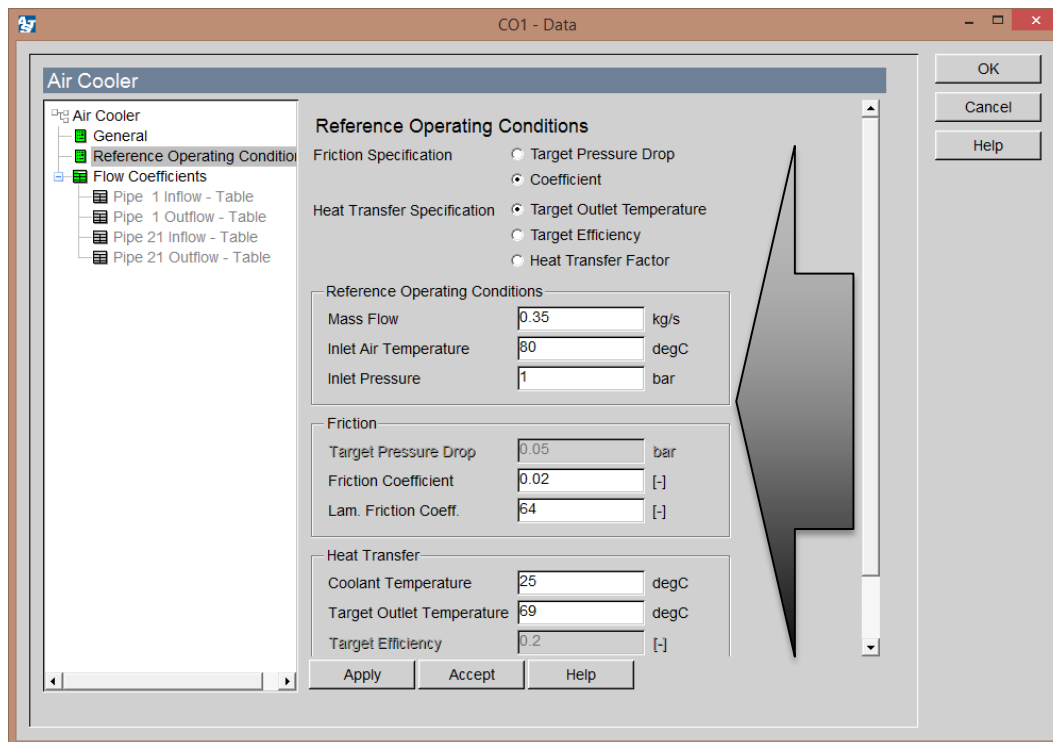 CO1 - Data
OK
Cancel
Help
Air Cooler
Air Cooler
General
Reference Operating Condition
Flow Coefficients
Pipe 1 Inflow - Table
Pipe 1 Outflow - Table
Pipe 21 Inflow - Table
Pipe 21 Outflow - Table
Reference Operating Conditions
Friction Specification Target Pressure Drop
Coefficient
Heat Transfer Specification Target Outlet Temperature
Target Efficiency
Heat Transfer Factor
Reference Operating Conditions
Mass Flow 0.35 kg/s
Inlet Air Temperature 80 degC
Inlet Pressure 1 bar
Friction
Target Pressure Drop 0.05 bar
Friction Coefficient 0.02 [-]
Lam. Friction Coeff. 64 [-]
Heat Transfer
Coolant Temperature 25 degC
Target Outlet Temperature 69 degC
Target Efficiency 0.2 [-]
Apply Accept Help